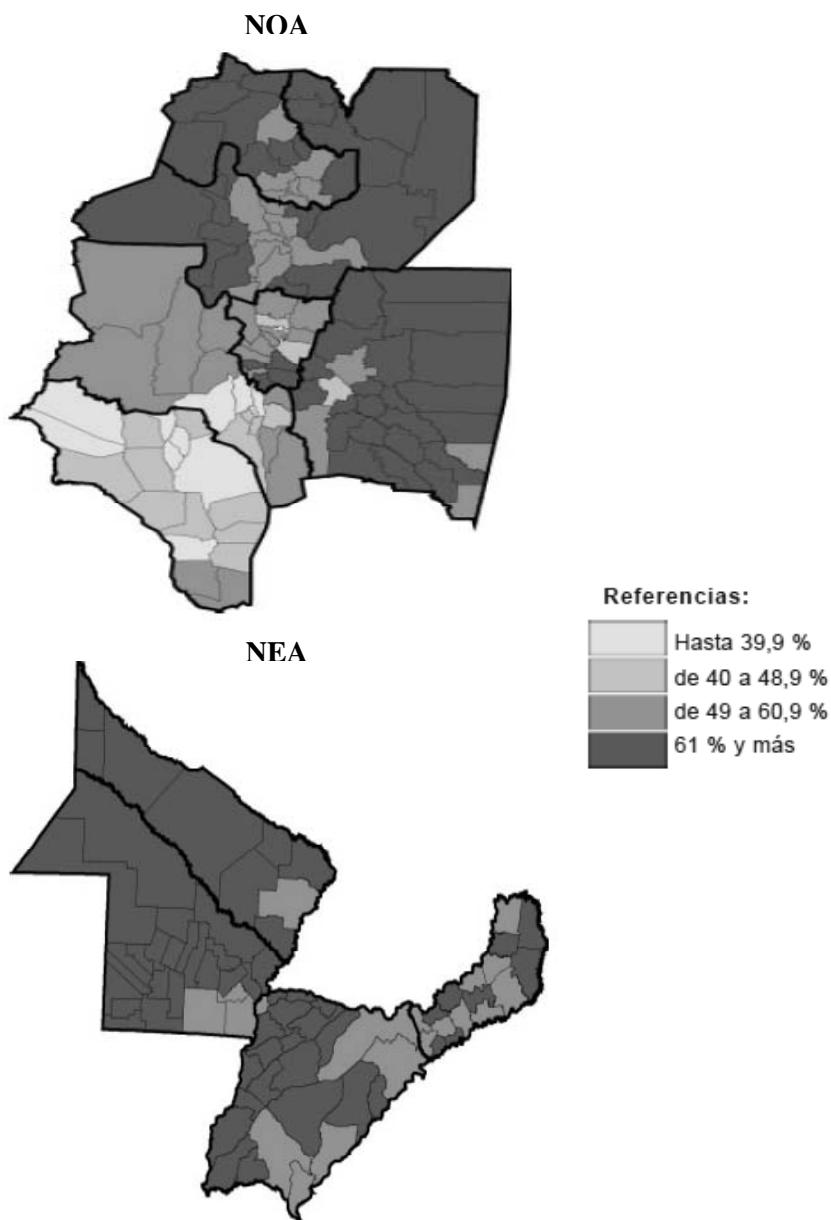 NOA
Referencias:
Hasta 39,9 %
de 40 a 48,9 %
de 49 a 60,9 %
61 % y más
NEA